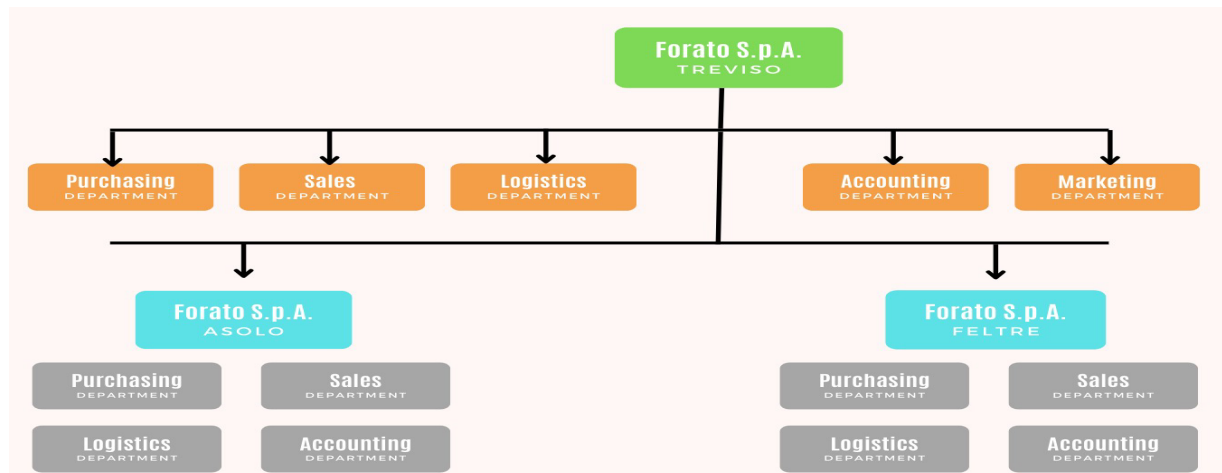 Forato S.p.A.
TREVISO
Purchasing
DEPARTMENT
Sales
DEPARTMENT
Logistics
DEPARTMENT
Accounting
DEPARTMENT
Marketing
DEPARTMENT
Forato S.p.A.
ASOLO
Forato S.p.A.
FELTRE
Purchasing
DEPARTMENT
Sales
DEPARTMENT
Purchasing
DEPARTMENT
Sales
DEPARTMENT
Logistics
DEPARTMENT
Accounting
DEPARTMENT
Logistics
DEPARTMENT
Accounting
DEPARTMENT